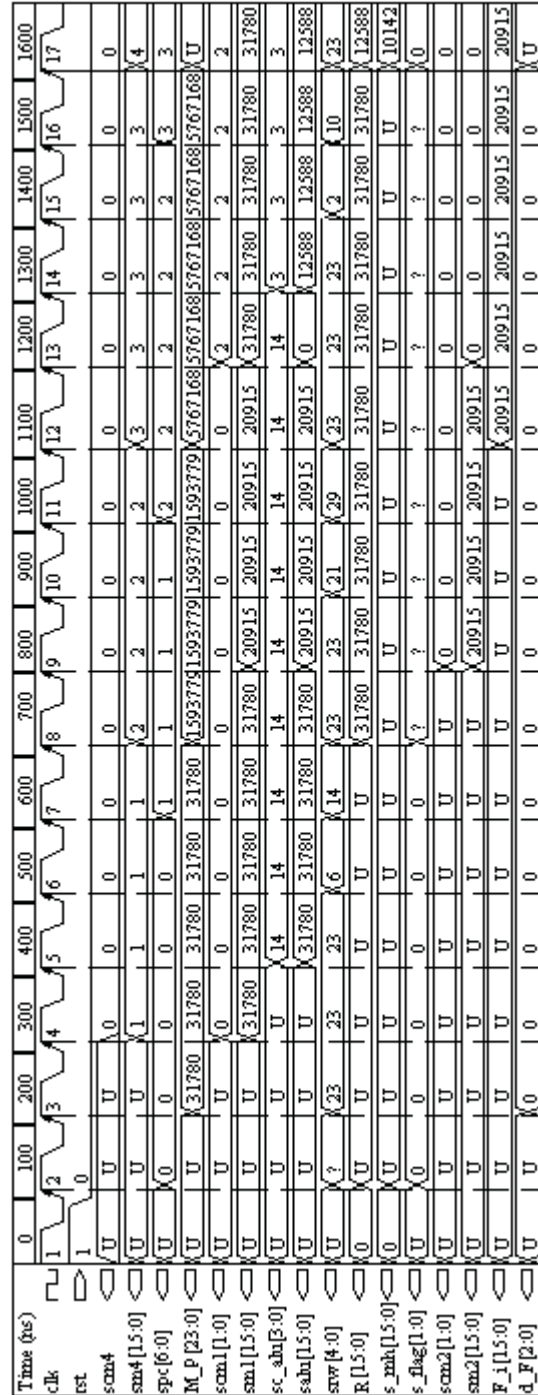 Time (ns) 0 100 200 300 400 500 600 700 800 900 1000 1100 1200 1300 1400 1500 1600
clk 1 2 3 4 5 6 7 8 9 10 11 12 13 14 15 16 17
rst 1 0
scm4 U U U 0 0 0 0 0 0 0 0 0 0 0 0 0 0
sm4[15:0] U U U 1 1 1 1 2 2 2 2 3 3 3 3 3 4
spc[6:0] U 0 0 0 0 0 1 1 1 1 2 2 2 2 2 3 3
M_P[23:0] U U 31780 31780 31780 31780 31780 1593779 1593779 1593779 1593779 5767168 5767168 5767168 5767168 5767168 U
scm1[1:0] U U U 0 0 0 0 0 0 0 0 0 2 2 2 2 2
sm1[15:0] U U U 31780 31780 31780 31780 31780 20915 20915 20915 20915 31780 31780 31780 31780 31780
sc_alu[3:0] U U U U 14 14 14 14 14 14 14 14 14 3 3 3 3
salu[15:0] U U U U 31780 31780 31780 31780 20915 20915 20915 20915 0 12588 12588 12588 12588
srw[4:0] U ? 23 23 23 6 14 23 23 21 29 23 23 23 2 10 23
R[15:0] 0 U U U U U U 31780 31780 31780 31780 31780 31780 31780 31780 31780 12588
s_mk[15:0] 0 U U U U U U U U U U U U U U U 10142
s_flag[1:0] U 0 0 0 0 0 0 ? ? ? ? ? ? ? ? ? 0
scm2[1:0] U U U U U U U U 0 0 0 0 0 0 0 0 0
sm2[15:0] U U U U U U U U 20915 20915 20915 20915 0 0 0 0 0
F_i[15:0] U U U U U U U U U U U 20915 20915 20915 20915 20915 20915
d_F[2:0] U U 0 0 0 0 0 0 0 0 0 0 0 0 0 0 U